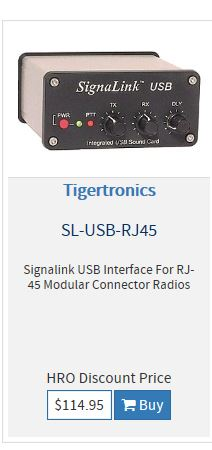 SignaLink™ USB
PWR PTT TX RX DLY
Integrated USB Sound Card
Tigertronics
SL-USB-RJ45
Signalink USB Interface For RJ-
45 Modular Connector Radios
HRO Discount Price
$114.95 Buy